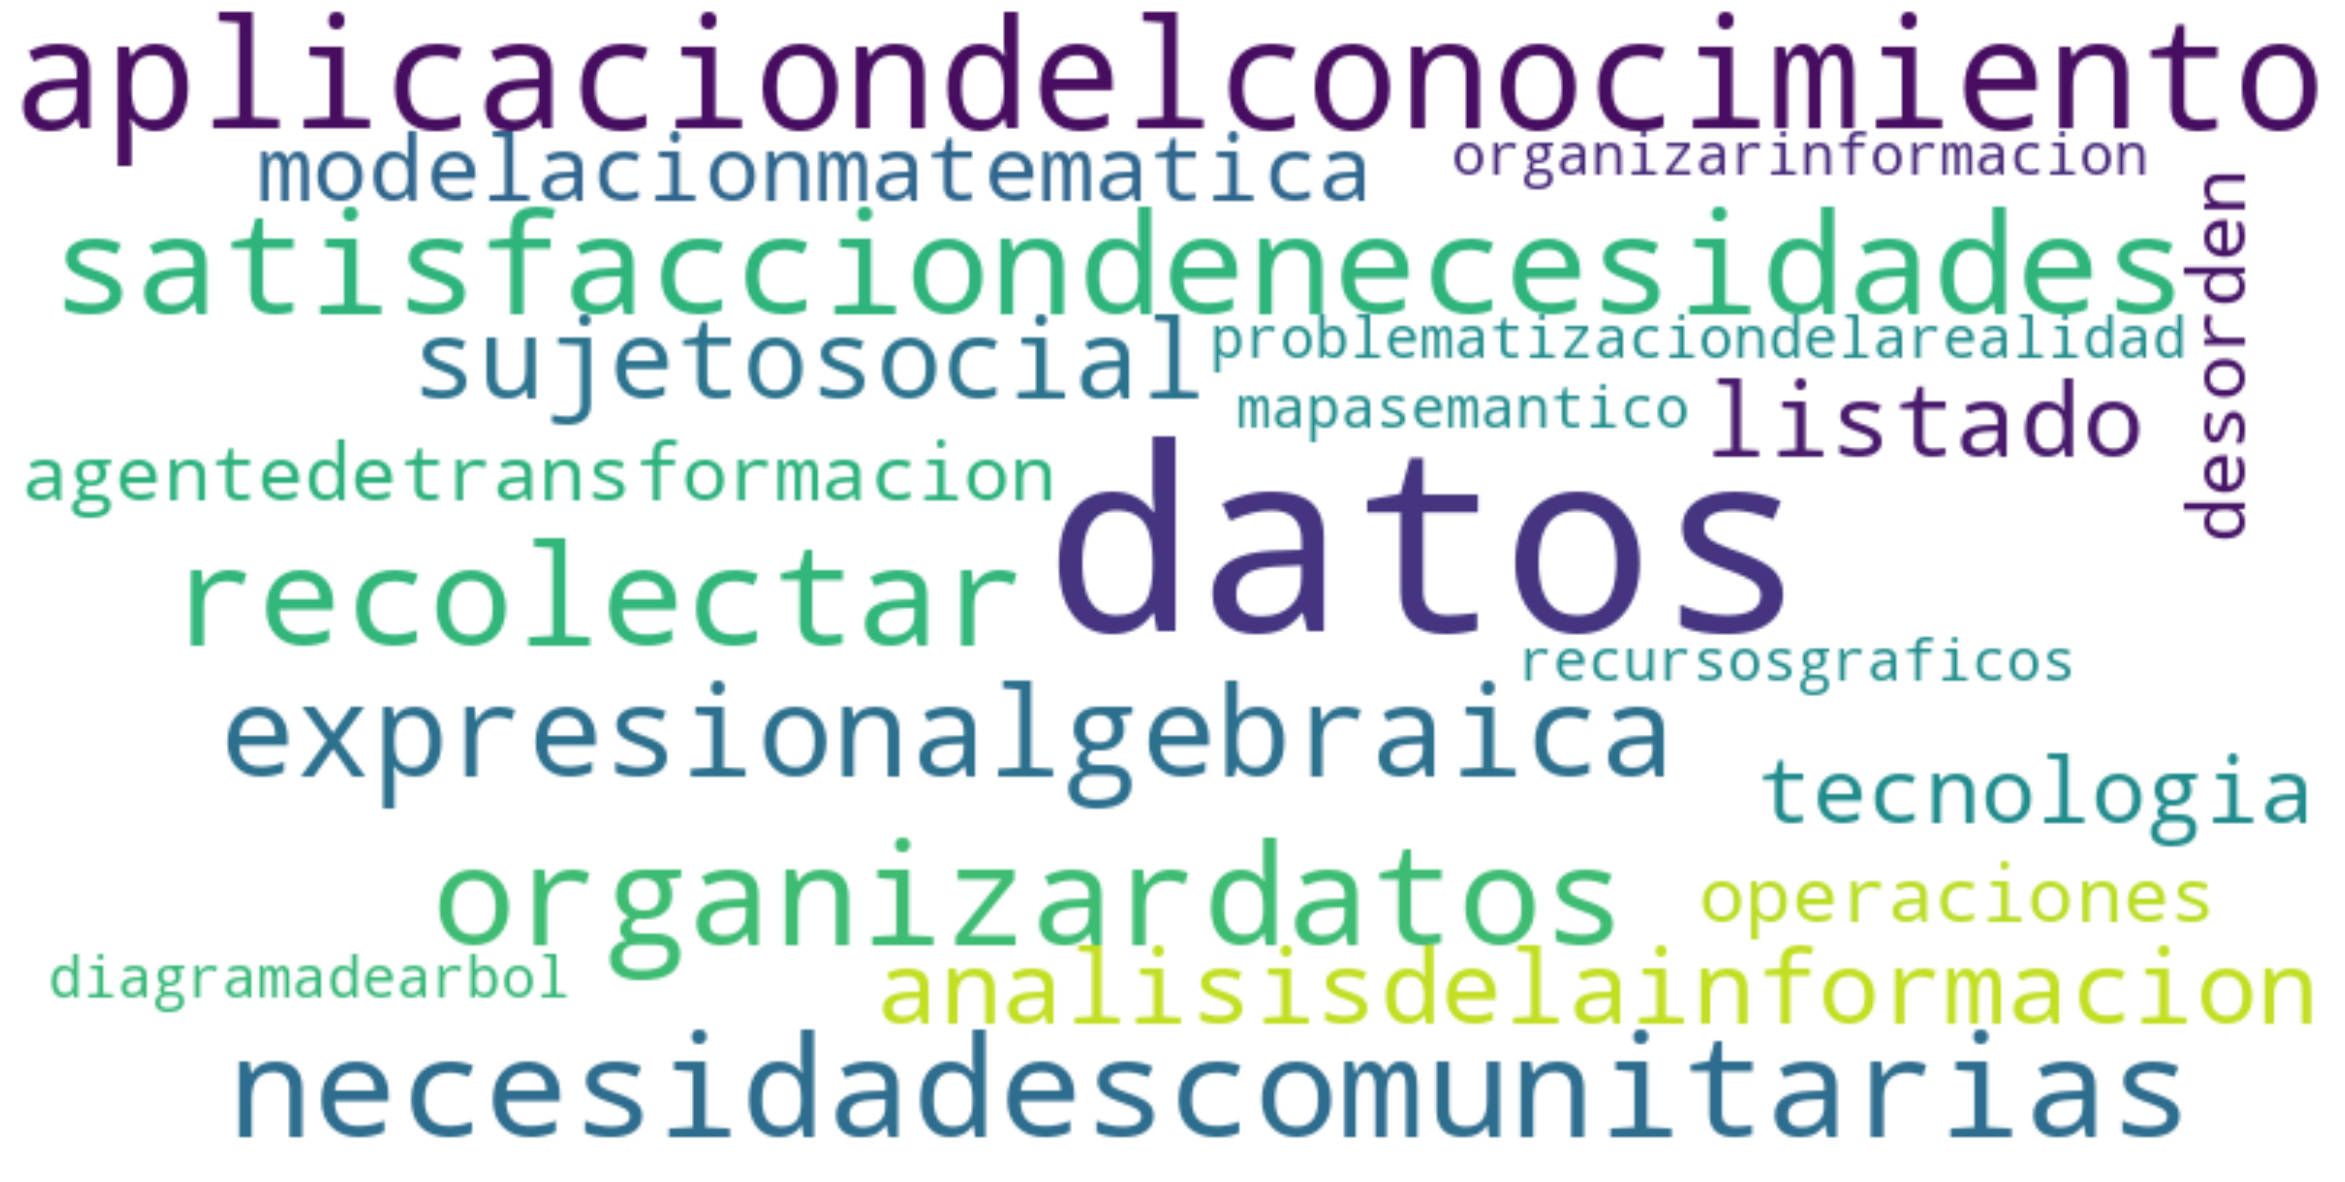 aplicaciondelconocimiento
modelacionmatematica
organizarinformacion
satisfacciondenecesidades
desorden
sujetosocial
problematizaciondelarealidad
mapasemantico
listado
agentedetransformacion
datos
recolectar
recursosgraficos
expresionalgebraica
tecnologia
organizardatos
operaciones
diagramadearbol
analisisdelainformacion
necesidadescomunitarias